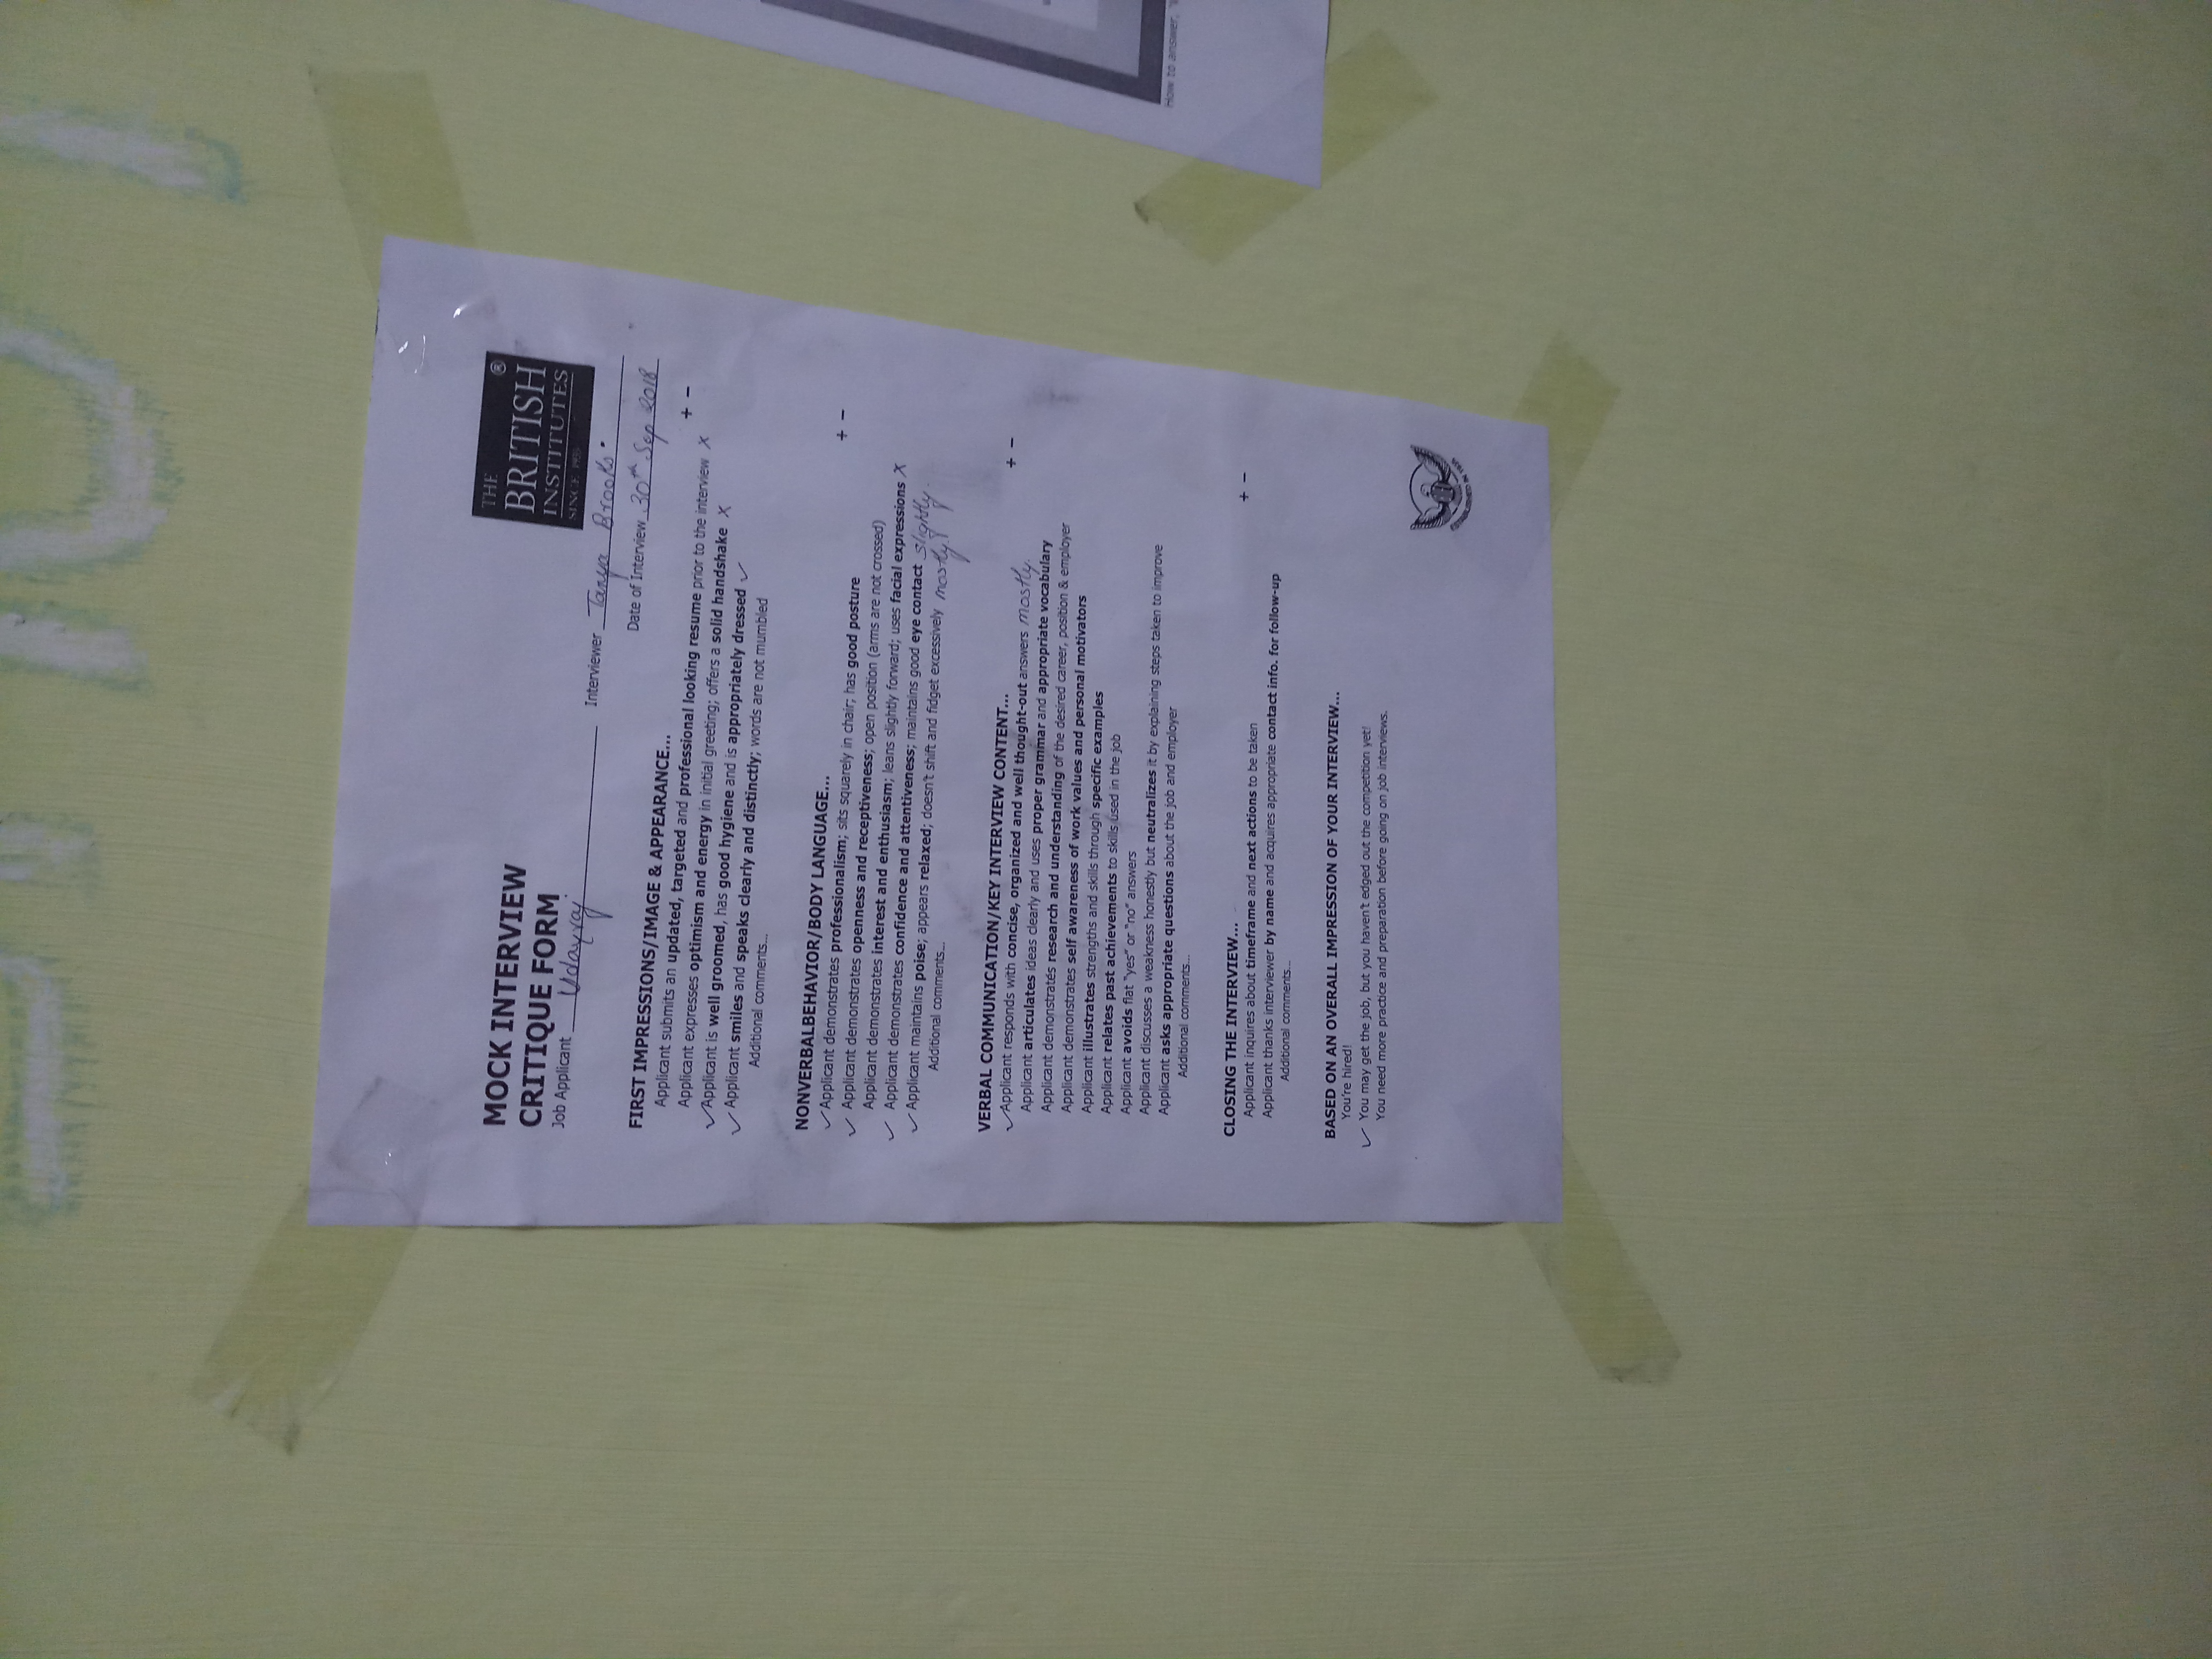 MOCK INTERVIEW
CRITIQUE FORM
THE ®
BRITISH
INSTITUTES
SINCE 1935
Job Applicant Udayraj
Interviewer Tanya Brooks
Date of Interview 30th Sep 2018
FIRST IMPRESSIONS/IMAGE & APPEARANCE...
+ −
Applicant submits an updated, targeted and professional looking resume prior to the interview X
Applicant expresses optimism and energy in initial greeting; offers a solid handshake X
✓ Applicant is well groomed, has good hygiene and is appropriately dressed ✓
✓ Applicant smiles and speaks clearly and distinctly; words are not mumbled
Additional comments...
NONVERBALBEHAVIOR/BODY LANGUAGE...
+ −
✓ Applicant demonstrates professionalism; sits squarely in chair; has good posture
✓ Applicant demonstrates openness and receptiveness; open position (arms are not crossed)
Applicant demonstrates interest and enthusiasm; leans slightly forward; uses facial expressions X
✓ Applicant demonstrates confidence and attentiveness; maintains good eye contact slightly.
✓ Applicant maintains poise; appears relaxed; doesn't shift and fidget excessively mostly.
Additional comments...
VERBAL COMMUNICATION/KEY INTERVIEW CONTENT...
+ −
✓ Applicant responds with concise, organized and well thought-out answers mostly.
Applicant articulates ideas clearly and uses proper grammar and appropriate vocabulary
Applicant demonstrates research and understanding of the desired career, position & employer
Applicant demonstrates self awareness of work values and personal motivators
Applicant illustrates strengths and skills through specific examples
Applicant relates past achievements to skills used in the job
Applicant avoids flat "yes" or "no" answers
Applicant discusses a weakness honestly but neutralizes it by explaining steps taken to improve
Applicant asks appropriate questions about the job and employer
Additional comments...
CLOSING THE INTERVIEW...
+ −
Applicant inquires about timeframe and next actions to be taken
Applicant thanks interviewer by name and acquires appropriate contact info. for follow-up
Additional comments...
BASED ON AN OVERALL IMPRESSION OF YOUR INTERVIEW...
You're hired!
✓ You may get the job, but you haven't edged out the competition yet!
You need more practice and preparation before going on job interviews.
ESTABLISHED IN 1935
How to answer,